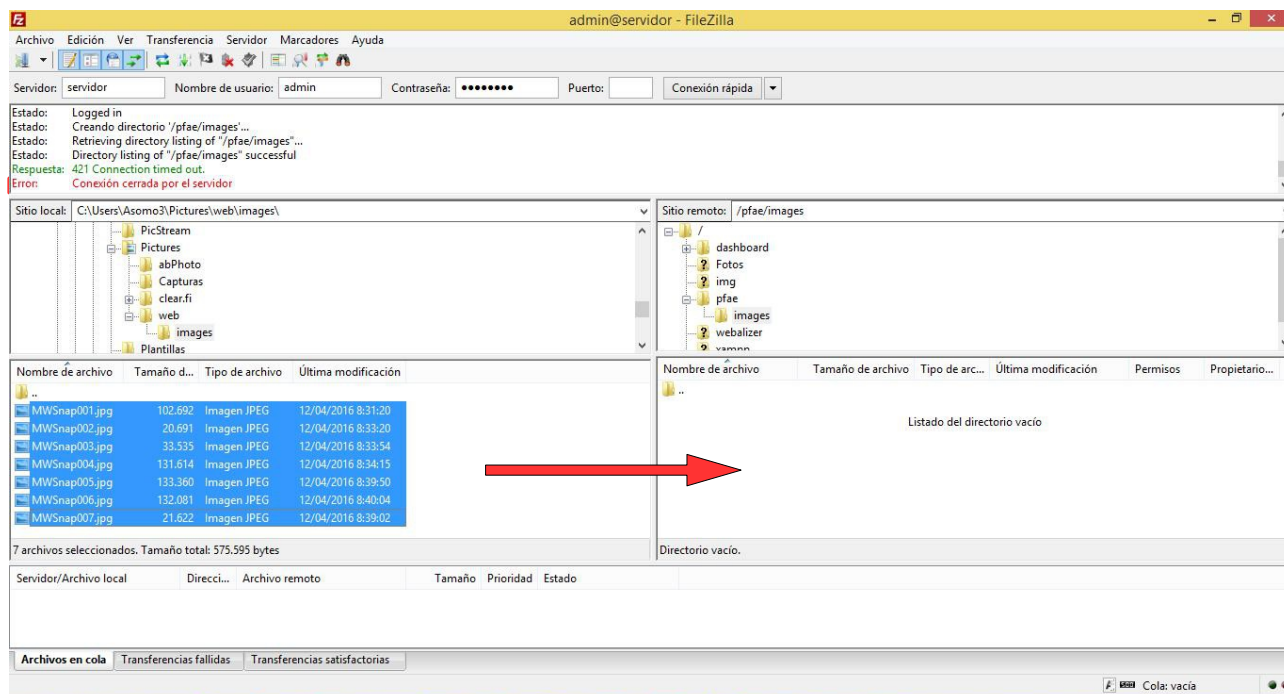 admin@servidor - FileZilla
Archivo Edición Ver Transferencia Servidor Marcadores Ayuda
Servidor: servidor Nombre de usuario: admin Contraseña: ●●●●●●●● Puerto: Conexión rápida
Estado: Logged in
Estado: Creando directorio '/pfae/images'...
Estado: Retrieving directory listing of "/pfae/images"...
Estado: Directory listing of "/pfae/images" successful
Respuesta: 421 Connection timed out.
Error: Conexión cerrada por el servidor
Sitio local: C:\Users\Asomo3\Pictures\web\images\
PicStream
Pictures
abPhoto
Capturas
clear.fi
web
images
Plantillas
Sitio remoto: /pfae/images
/
dashboard
Fotos
img
pfae
images
webalizer
xampp
Nombre de archivo Tamaño d... Tipo de archivo Última modificación
..
MWSnap001.jpg 102.692 Imagen JPEG 12/04/2016 8:31:20
MWSnap002.jpg 20.691 Imagen JPEG 12/04/2016 8:33:20
MWSnap003.jpg 33.535 Imagen JPEG 12/04/2016 8:33:54
MWSnap004.jpg 131.614 Imagen JPEG 12/04/2016 8:34:15
MWSnap005.jpg 133.360 Imagen JPEG 12/04/2016 8:39:50
MWSnap006.jpg 132.081 Imagen JPEG 12/04/2016 8:40:04
MWSnap007.jpg 21.622 Imagen JPEG 12/04/2016 8:39:02
7 archivos seleccionados. Tamaño total: 575.595 bytes
Nombre de archivo Tamaño de archivo Tipo de arc... Última modificación Permisos Propietario...
..
Listado del directorio vacío
Directorio vacío.
Servidor/Archivo local Direcci... Archivo remoto Tamaño Prioridad Estado
Archivos en cola Transferencias fallidas Transferencias satisfactorias
Cola: vacía